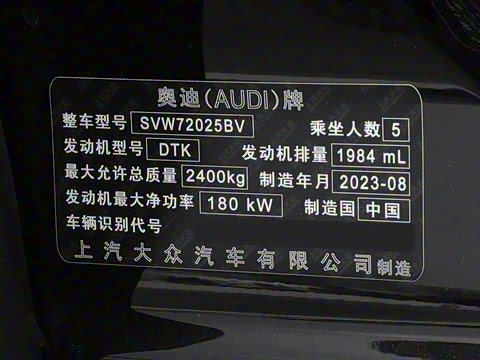 奥迪(AUDI)牌
整车型号 SVW72025BV 乘坐人数 5
发动机型号 DTK 发动机排量 1984 mL
最大允许总质量 2400kg 制造年月 2023-08
发动机最大净功率 180 kW 制造国 中国
车辆识别代号
上汽大众汽车有限公司制造